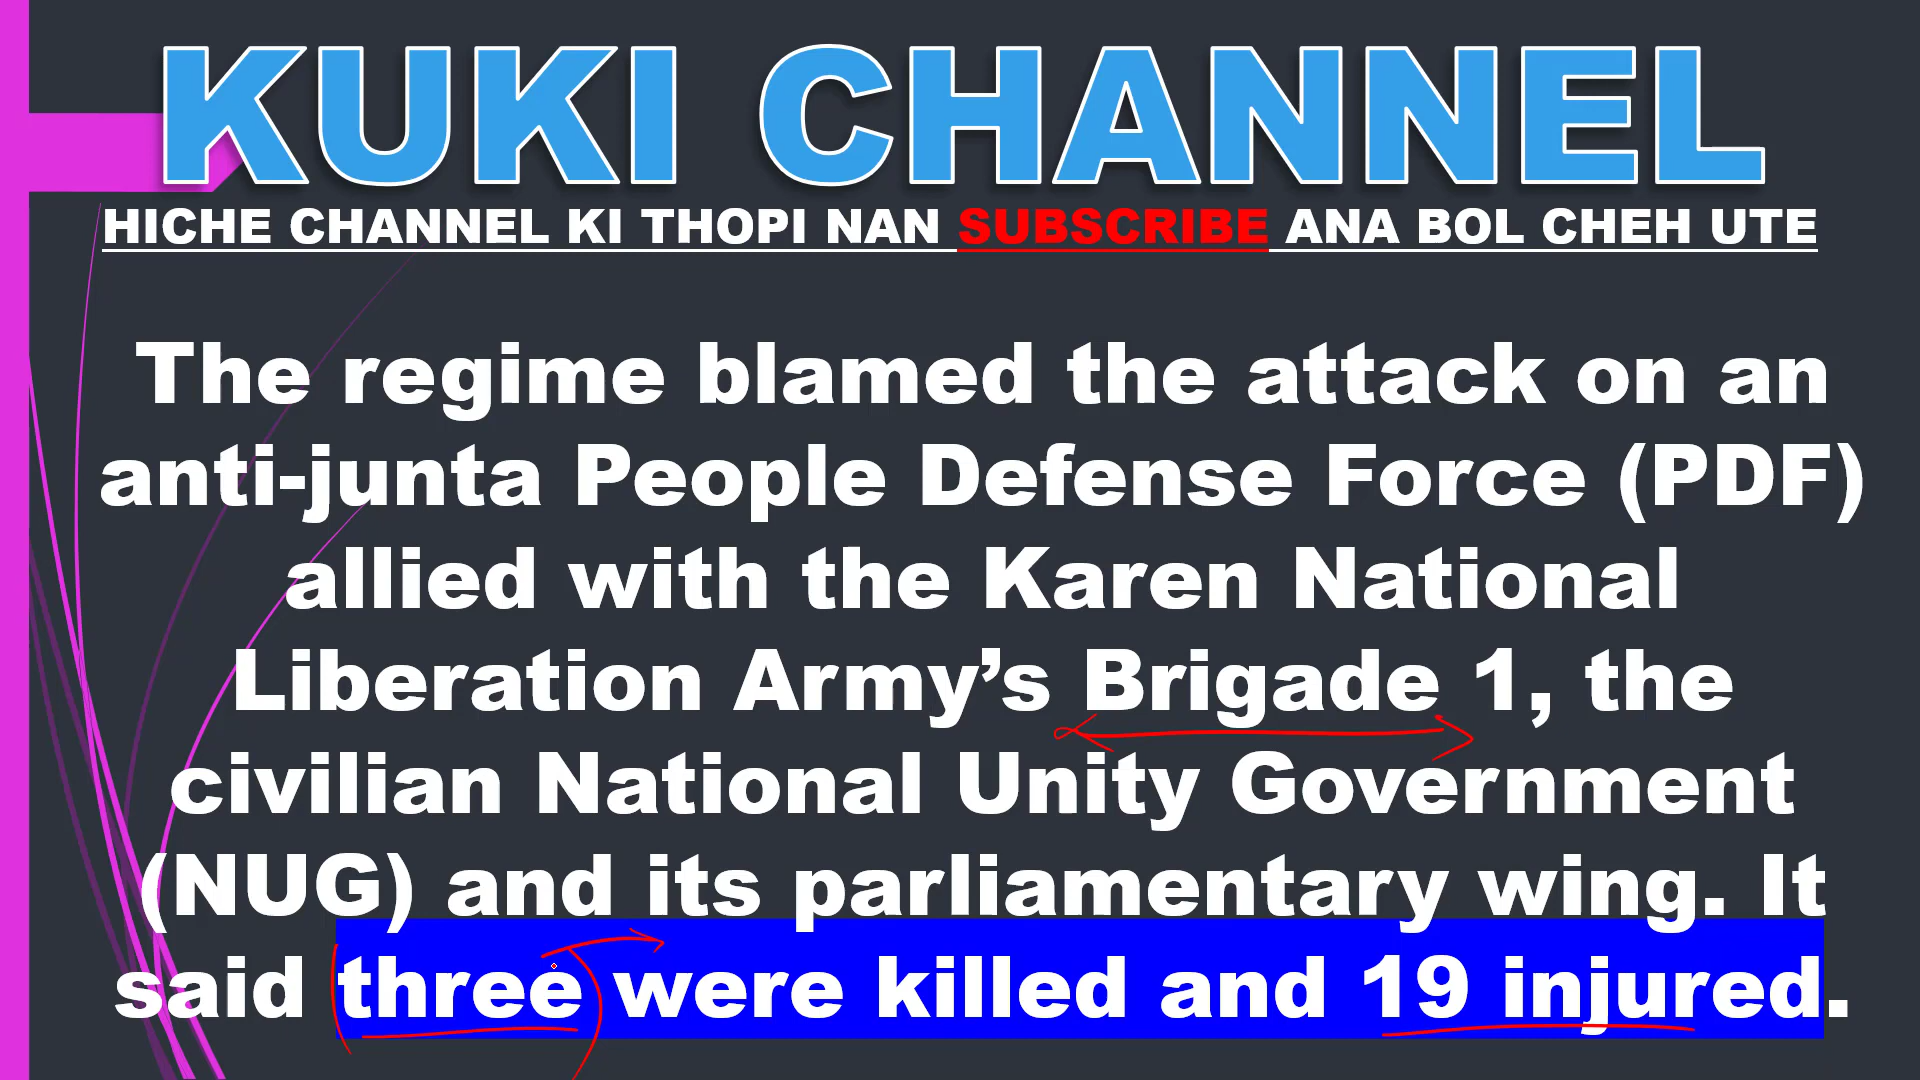 KUKI CHANNEL
HICHE CHANNEL KI THOPI NAN SUBSCRIBE ANA BOL CHEH UTE
The regime blamed the attack on an
anti-junta People Defense Force (PDF)
allied with the Karen National
Liberation Army’s Brigade 1, the
civilian National Unity Government
(NUG) and its parliamentary wing. It
said three were killed and 19 injured.